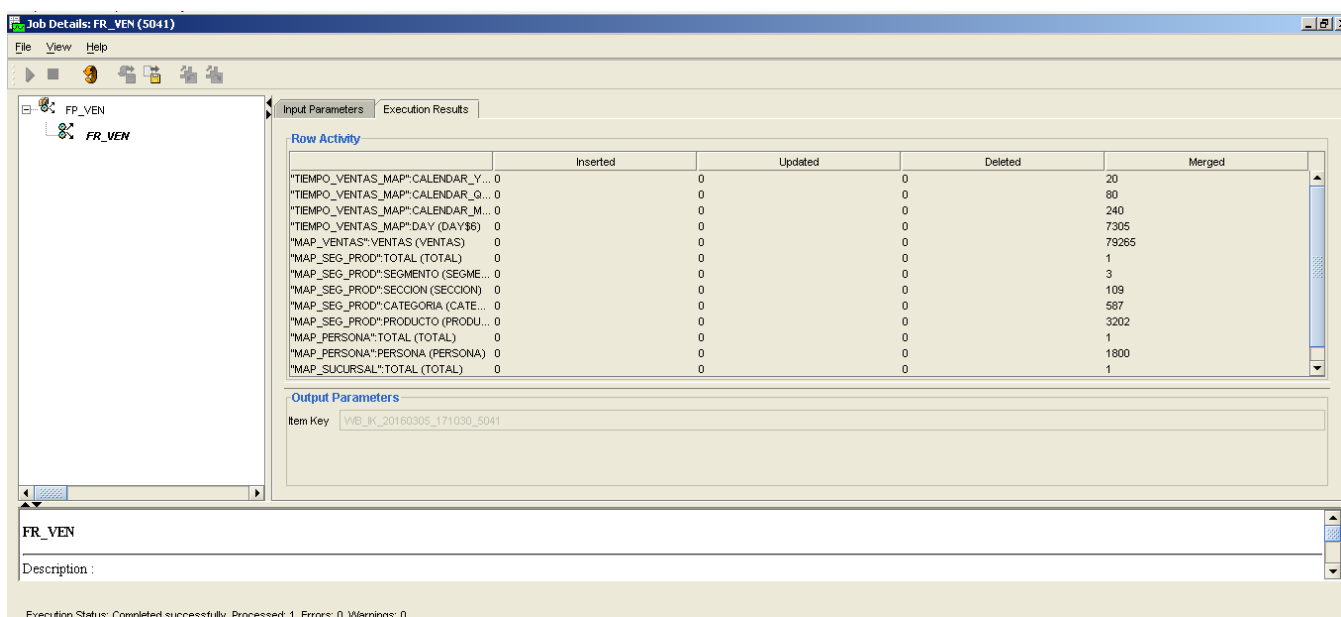 Job Details: FR_VEN (5041)
File View Help
FP_VEN
FR_VEN
Input Parameters Execution Results
Row Activity
Inserted Updated Deleted Merged
"TIEMPO_VENTAS_MAP":CALENDAR_Y... 0 0 0 20
"TIEMPO_VENTAS_MAP":CALENDAR_Q... 0 0 0 80
"TIEMPO_VENTAS_MAP":CALENDAR_M... 0 0 0 240
"TIEMPO_VENTAS_MAP":DAY (DAY$6) 0 0 0 7305
"MAP_VENTAS":VENTAS (VENTAS) 0 0 0 79265
"MAP_SEG_PROD":TOTAL (TOTAL) 0 0 0 1
"MAP_SEG_PROD":SEGMENTO (SEGME... 0 0 0 3
"MAP_SEG_PROD":SECCION (SECCION) 0 0 0 109
"MAP_SEG_PROD":CATEGORIA (CATE... 0 0 0 587
"MAP_SEG_PROD":PRODUCTO (PRODU... 0 0 0 3202
"MAP_PERSONA":TOTAL (TOTAL) 0 0 0 1
"MAP_PERSONA":PERSONA (PERSONA) 0 0 0 1800
"MAP_SUCURSAL":TOTAL (TOTAL) 0 0 0 1
Output Parameters
Item Key WB_IK_20160305_171030_5041
FR_VEN
Description :
Execution Status: Completed successfully. Processed: 1. Errors: 0. Warnings: 0.